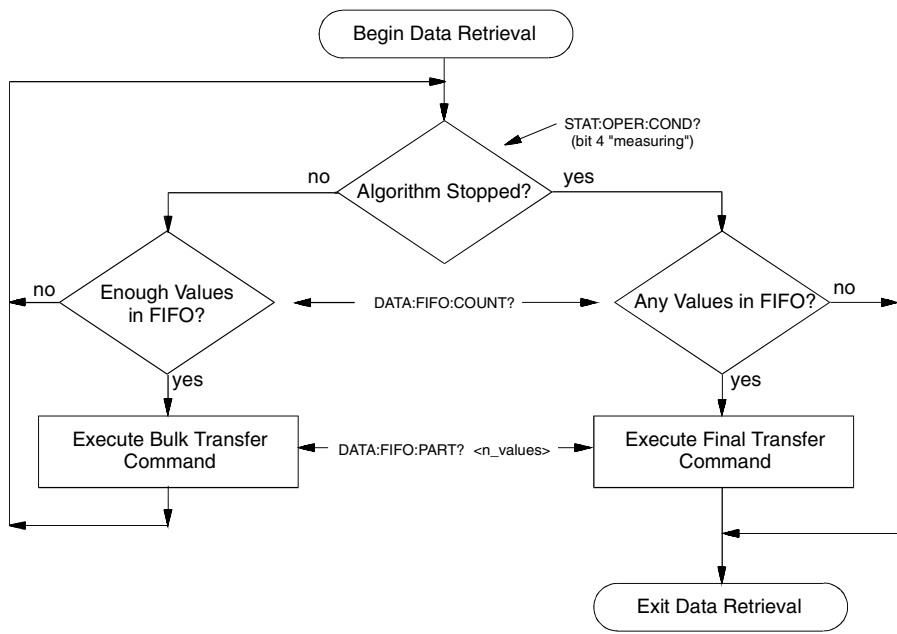 Begin Data Retrieval
STAT:OPER:COND?
(bit 4 "measuring")
no
Algorithm Stopped?
yes
no
Enough Values
in FIFO?
DATA:FIFO:COUNT?
Any Values in FIFO?
no
yes
yes
Execute Bulk Transfer
Command
DATA:FIFO:PART? <n_values>
Execute Final Transfer
Command
Exit Data Retrieval